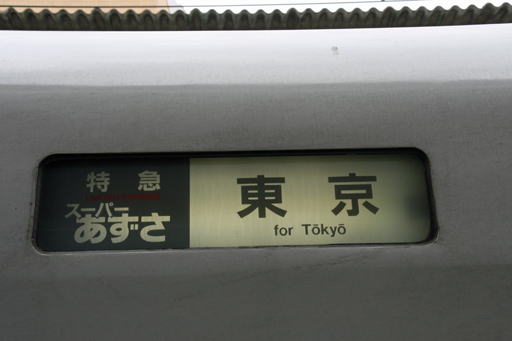 特急
スーパー
あずさ
東京
for Tōkyō